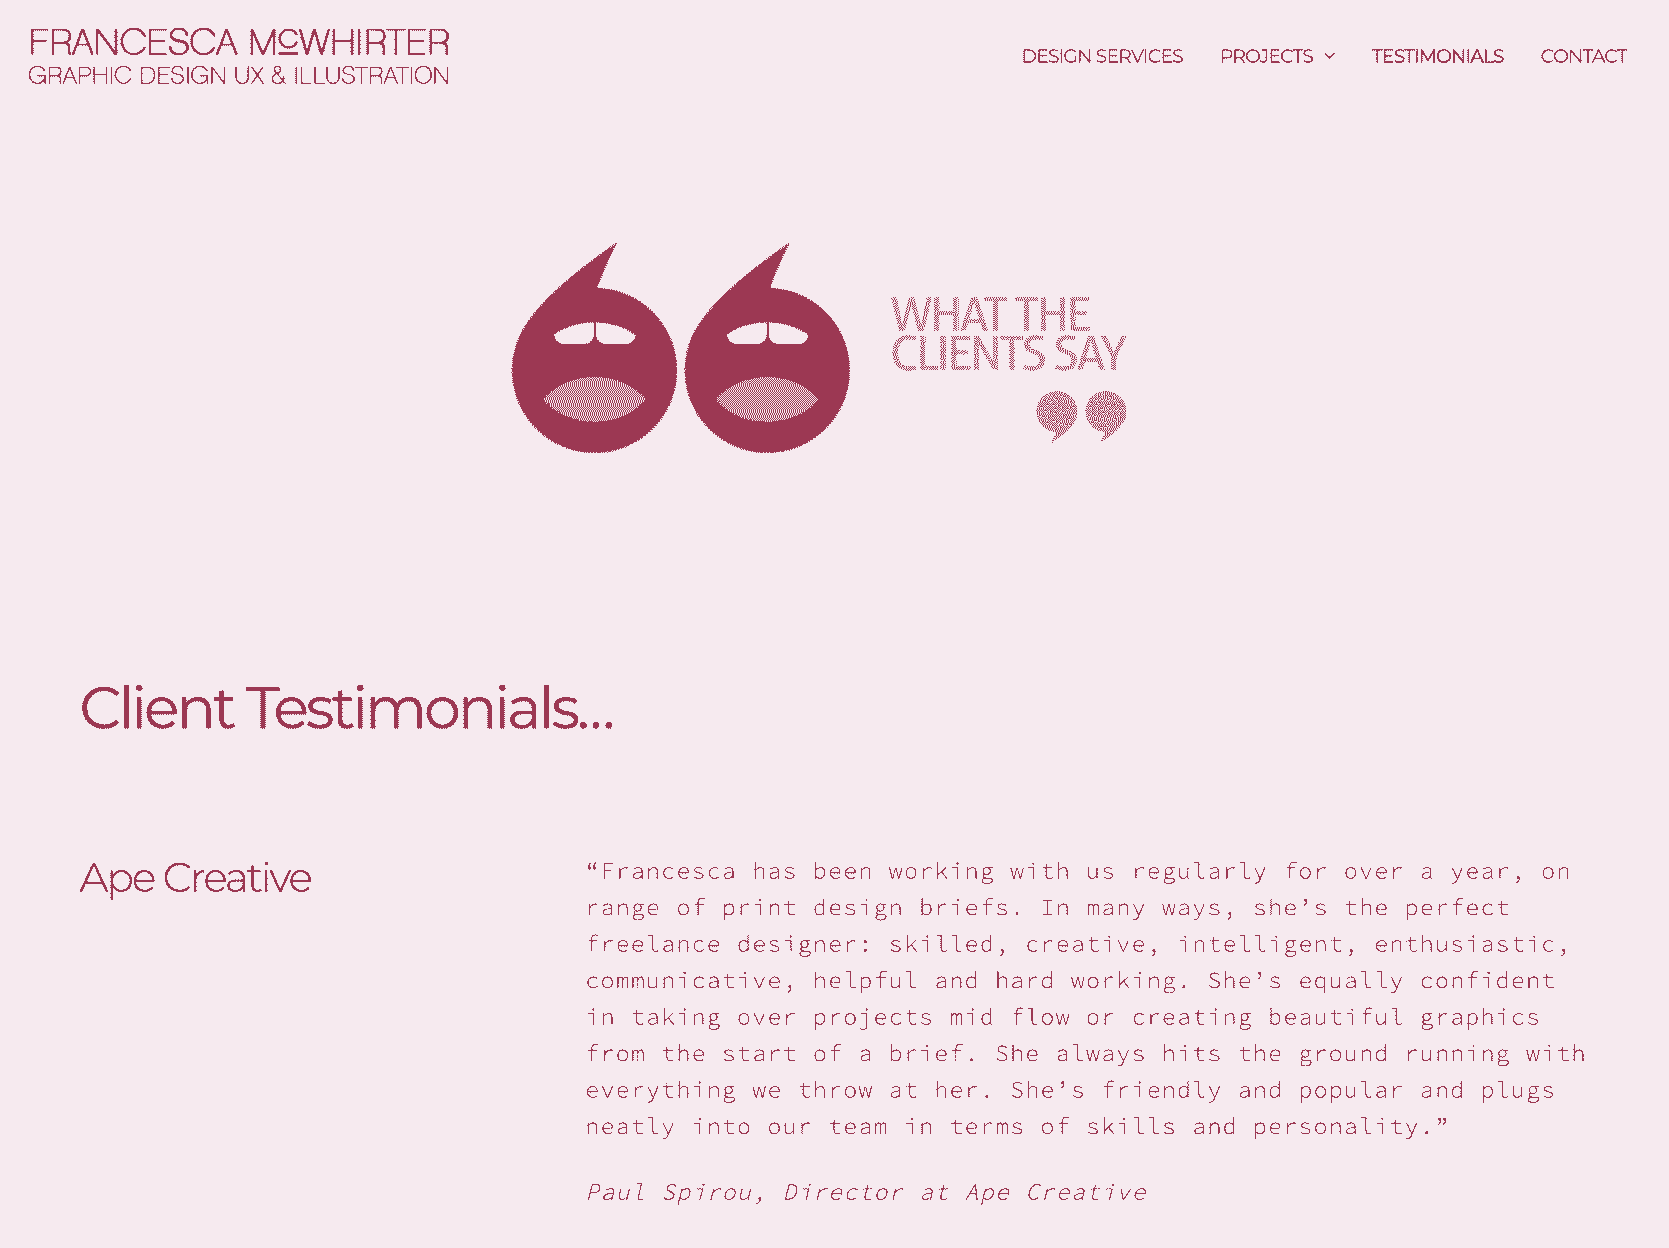 FRANCESCA McWHIRTER
GRAPHIC DESIGN UX & ILLUSTRATION
DESIGN SERVICES PROJECTS TESTIMONIALS CONTACT
WHAT THE
CLIENTS SAY
Client Testimonials...
Ape Creative
“Francesca has been working with us regularly for over a year, on
range of print design briefs. In many ways, she’s the perfect
freelance designer: skilled, creative, intelligent, enthusiastic,
communicative, helpful and hard working. She’s equally confident
in taking over projects mid flow or creating beautiful graphics
from the start of a brief. She always hits the ground running with
everything we throw at her. She’s friendly and popular and plugs
neatly into our team in terms of skills and personality.”
Paul Spirou, Director at Ape Creative